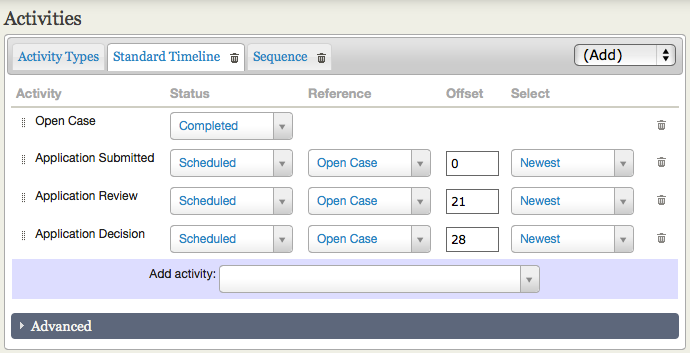 Activities
Activity Types Standard Timeline Sequence (Add)
Activity Status Reference Offset Select
Open Case Completed
Application Submitted Scheduled Open Case 0 Newest
Application Review Scheduled Open Case 21 Newest
Application Decision Scheduled Open Case 28 Newest
Add activity:
Advanced